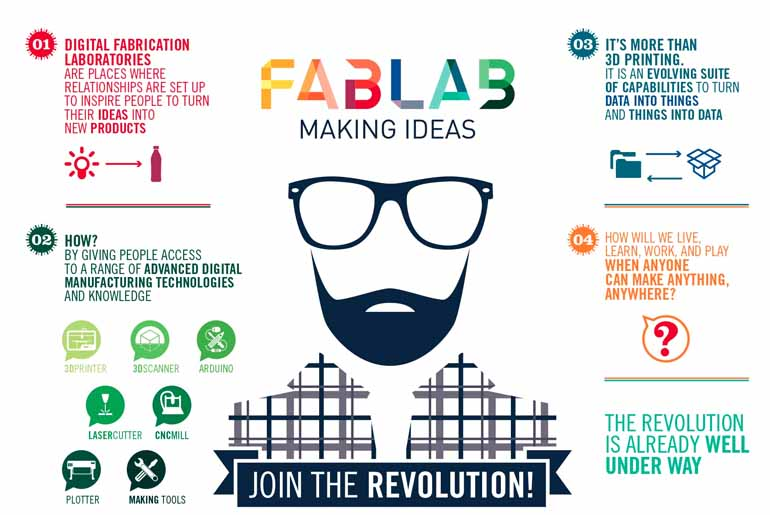 01
DIGITAL FABRICATION
LABORATORIES
ARE PLACES WHERE
RELATIONSHIPS ARE SET UP
TO INSPIRE PEOPLE TO TURN
THEIR IDEAS INTO
NEW PRODUCTS
02
HOW?
BY GIVING PEOPLE ACCESS
TO A RANGE OF ADVANCED DIGITAL
MANUFACTURING TECHNOLOGIES
AND KNOWLEDGE
3DPRINTER
3DSCANNER
ARDUINO
LASERCUTTER
CNCMILL
PLOTTER
MAKING TOOLS
FABLAB
MAKING IDEAS
JOIN THE REVOLUTION!
03
IT'S MORE THAN
3D PRINTING.
IT IS AN EVOLVING SUITE
OF CAPABILITIES TO TURN
DATA INTO THINGS
AND THINGS INTO DATA
04
HOW WILL WE LIVE,
LEARN, WORK, AND PLAY
WHEN ANYONE
CAN MAKE ANYTHING,
ANYWHERE?
?
THE REVOLUTION
IS ALREADY WELL
UNDER WAY